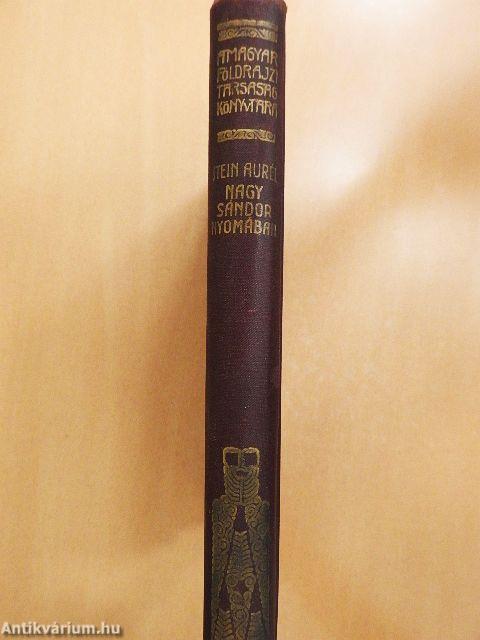 A MAGYAR
FÖLDRAJZI
TÁRSASÁG
KÖNYVTÁRA
STEIN AURÉL
NAGY
SÁNDOR
NYOMÁBAN
Antikvárium.hu